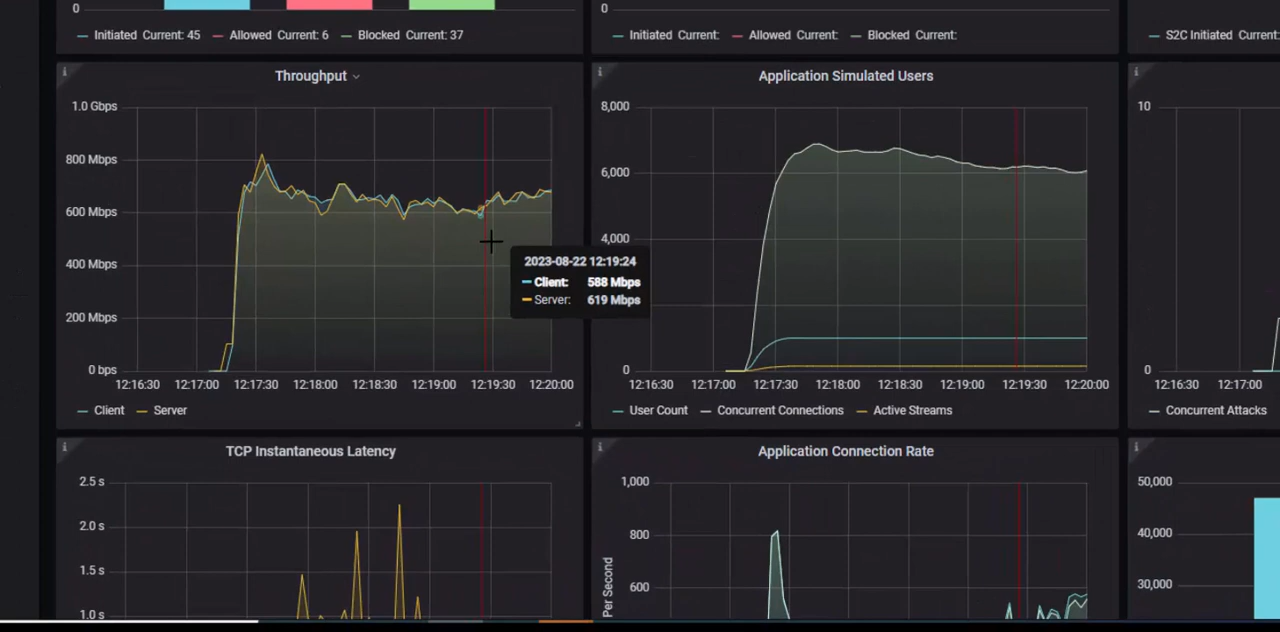 0
Initiated Current: 45 Allowed Current: 6 Blocked Current: 37
0
Initiated Current: Allowed Current: Blocked Current:
S2C Initiated Current:
Throughput
1.0 Gbps
800 Mbps
600 Mbps
400 Mbps
200 Mbps
0 bps
12:16:30 12:17:00 12:17:30 12:18:00 12:18:30 12:19:00 12:19:30 12:20:00
Client Server
2023-08-22 12:19:24
Client: 588 Mbps
Server: 619 Mbps
Application Simulated Users
8,000
6,000
4,000
0
12:16:30 12:17:00 12:17:30 12:18:00 12:18:30 12:19:00 12:19:30 12:20:00
User Count Concurrent Connections Active Streams
10
0
12:16:30 12:17:00
Concurrent Attacks
TCP Instantaneous Latency
2.5 s
2.0 s
1.5 s
1.0 s
Application Connection Rate
1,000
800
600
Per Second
50,000
40,000
30,000